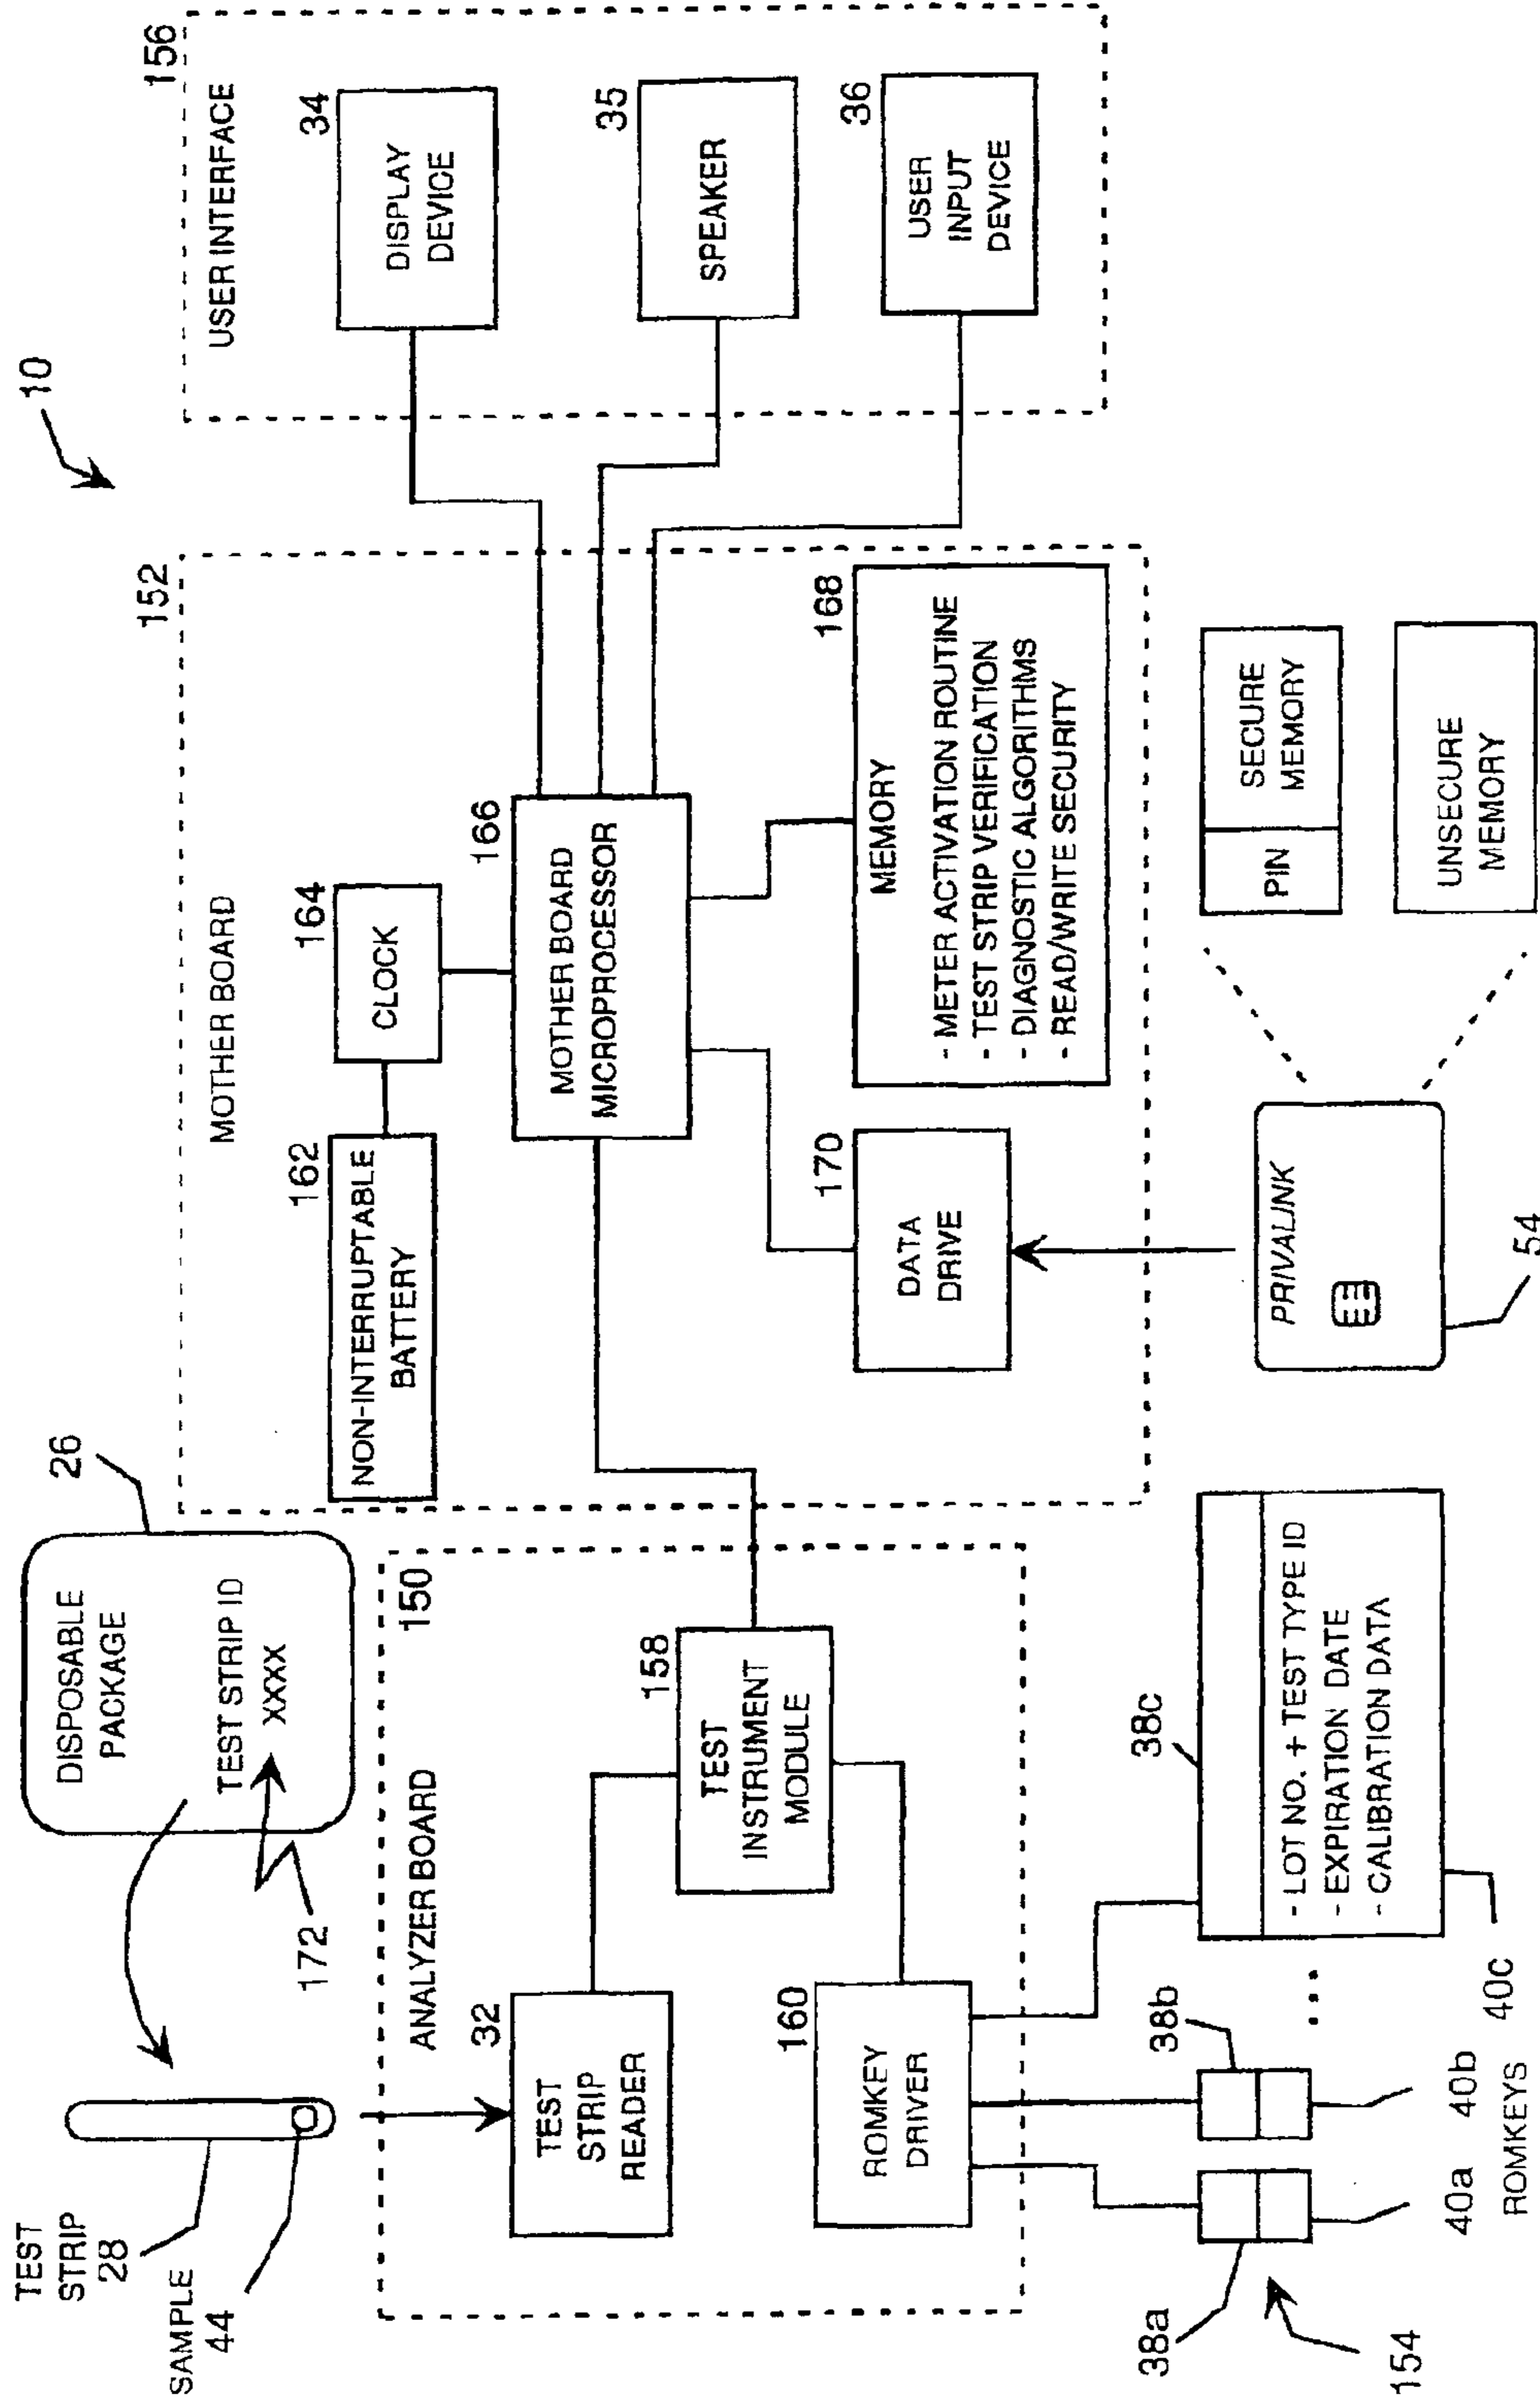 10
TEST
STRIP
28
SAMPLE
44
172
DISPOSABLE
PACKAGE
TEST STRIP ID
XXXX
26
150
ANALYZER BOARD
32
TEST
STRIP
READER
158
TEST
INSTRUMENT
MODULE
160
ROMKEY
DRIVER
152
MOTHER BOARD
162
NON-INTERRUPTABLE
BATTERY
164
CLOCK
166
MOTHER BOARD
MICROPROCESSOR
170
DATA
DRIVE
168
MEMORY
- METER ACTIVATION ROUTINE
- TEST STRIP VERIFICATION
- DIAGNOSTIC ALGORITHMS
- READ/WRITE SECURITY
156
USER INTERFACE
34
DISPLAY
DEVICE
35
SPEAKER
36
USER
INPUT
DEVICE
38a
38b
38c
- LOT NO. + TEST TYPE ID
- EXPIRATION DATE
- CALIBRATION DATA
154
40a
40b
40c
ROMKEYS
...
PRIVALINK
54
PIN
SECURE
MEMORY
UNSECURE
MEMORY